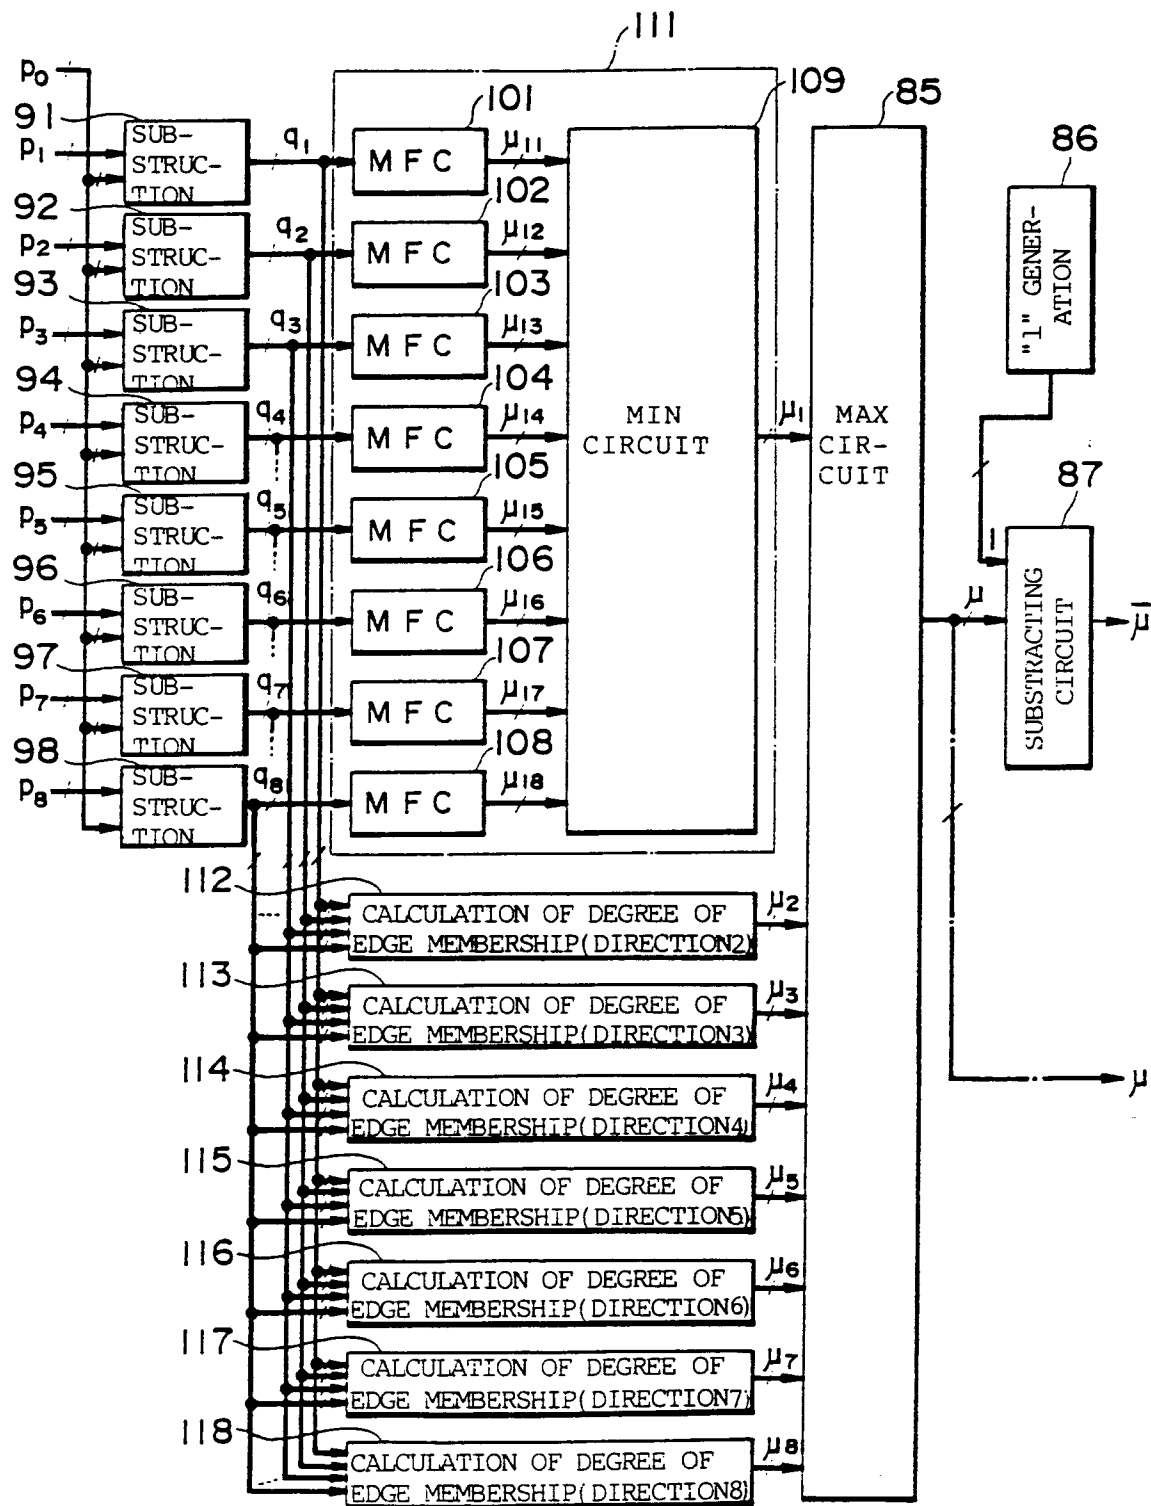 111
P₀
109
85
91
SUB-
STRUC-
TION
P₁
q₁
101
MFC
μ₁₁
86
"1" GENER-
ATION
92
SUB-
STRUC-
TION
P₂
q₂
102
MFC
μ₁₂
93
SUB-
STRUC-
TION
P₃
q₃
103
MFC
μ₁₃
94
SUB-
STRUC-
TION
P₄
q₄
104
MFC
μ₁₄
MIN
CIRCUIT
μ₁
MAX
CIR-
CUIT
95
SUB-
STRUC-
TION
P₅
q₅
105
MFC
μ₁₅
87
1
μ
SUBSTRACTING
CIRCUIT
μ̄
96
SUB-
STRUC-
TION
P₆
q₆
106
MFC
μ₁₆
97
SUB-
STRUC-
TION
P₇
q₇
107
MFC
μ₁₇
98
SUB-
STRUC-
TION
P₈
q₈
108
MFC
μ₁₈
112
CALCULATION OF DEGREE OF
EDGE MEMBERSHIP(DIRECTION2)
μ₂
113
CALCULATION OF DEGREE OF
EDGE MEMBERSHIP(DIRECTION3)
μ₃
114
CALCULATION OF DEGREE OF
EDGE MEMBERSHIP(DIRECTION4)
μ₄
μ
115
CALCULATION OF DEGREE OF
EDGE MEMBERSHIP(DIRECTION5)
μ₅
116
CALCULATION OF DEGREE OF
EDGE MEMBERSHIP(DIRECTION6)
μ₆
117
CALCULATION OF DEGREE OF
EDGE MEMBERSHIP(DIRECTION7)
μ₇
118
CALCULATION OF DEGREE OF
EDGE MEMBERSHIP(DIRECTION8)
μ₈